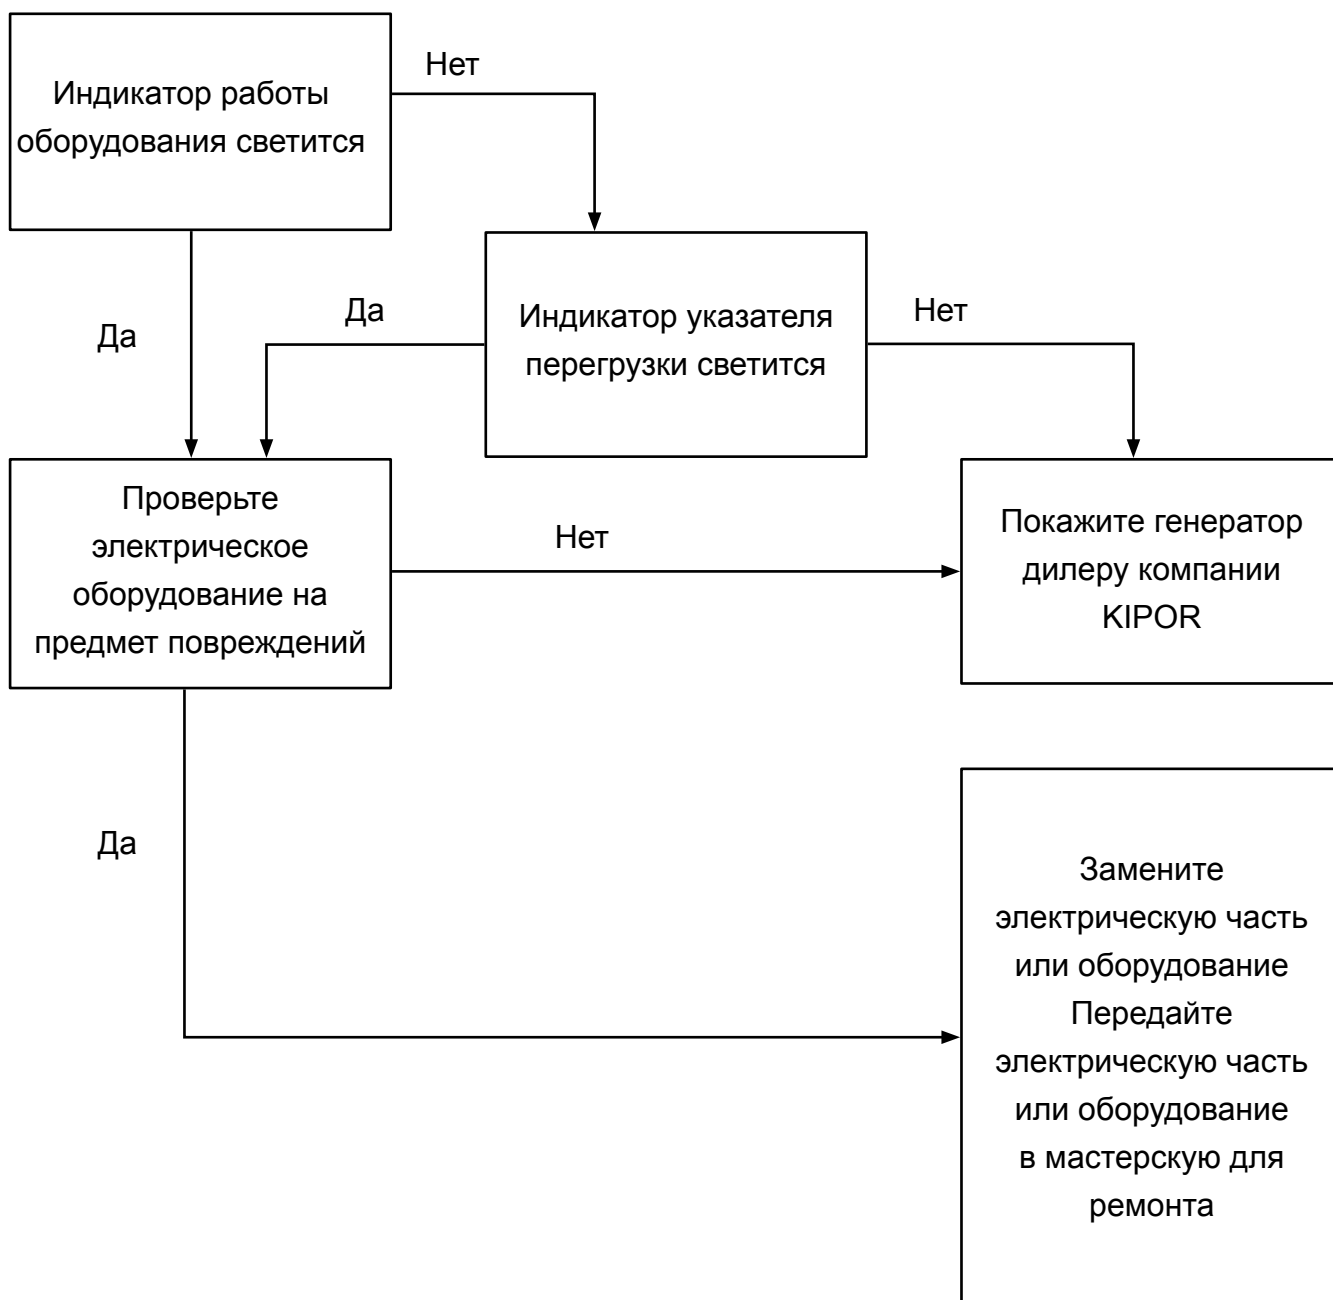 Индикатор работы
оборудования светится
Нет
Да
Индикатор указателя
перегрузки светится
Да
Нет
Проверьте
электрическое
оборудование на
предмет повреждений
Нет
Покажите генератор
дилеру компании
KIPOR
Да
Замените
электрическую часть
или оборудование
Передайте
электрическую часть
или оборудование
в мастерскую для
ремонта